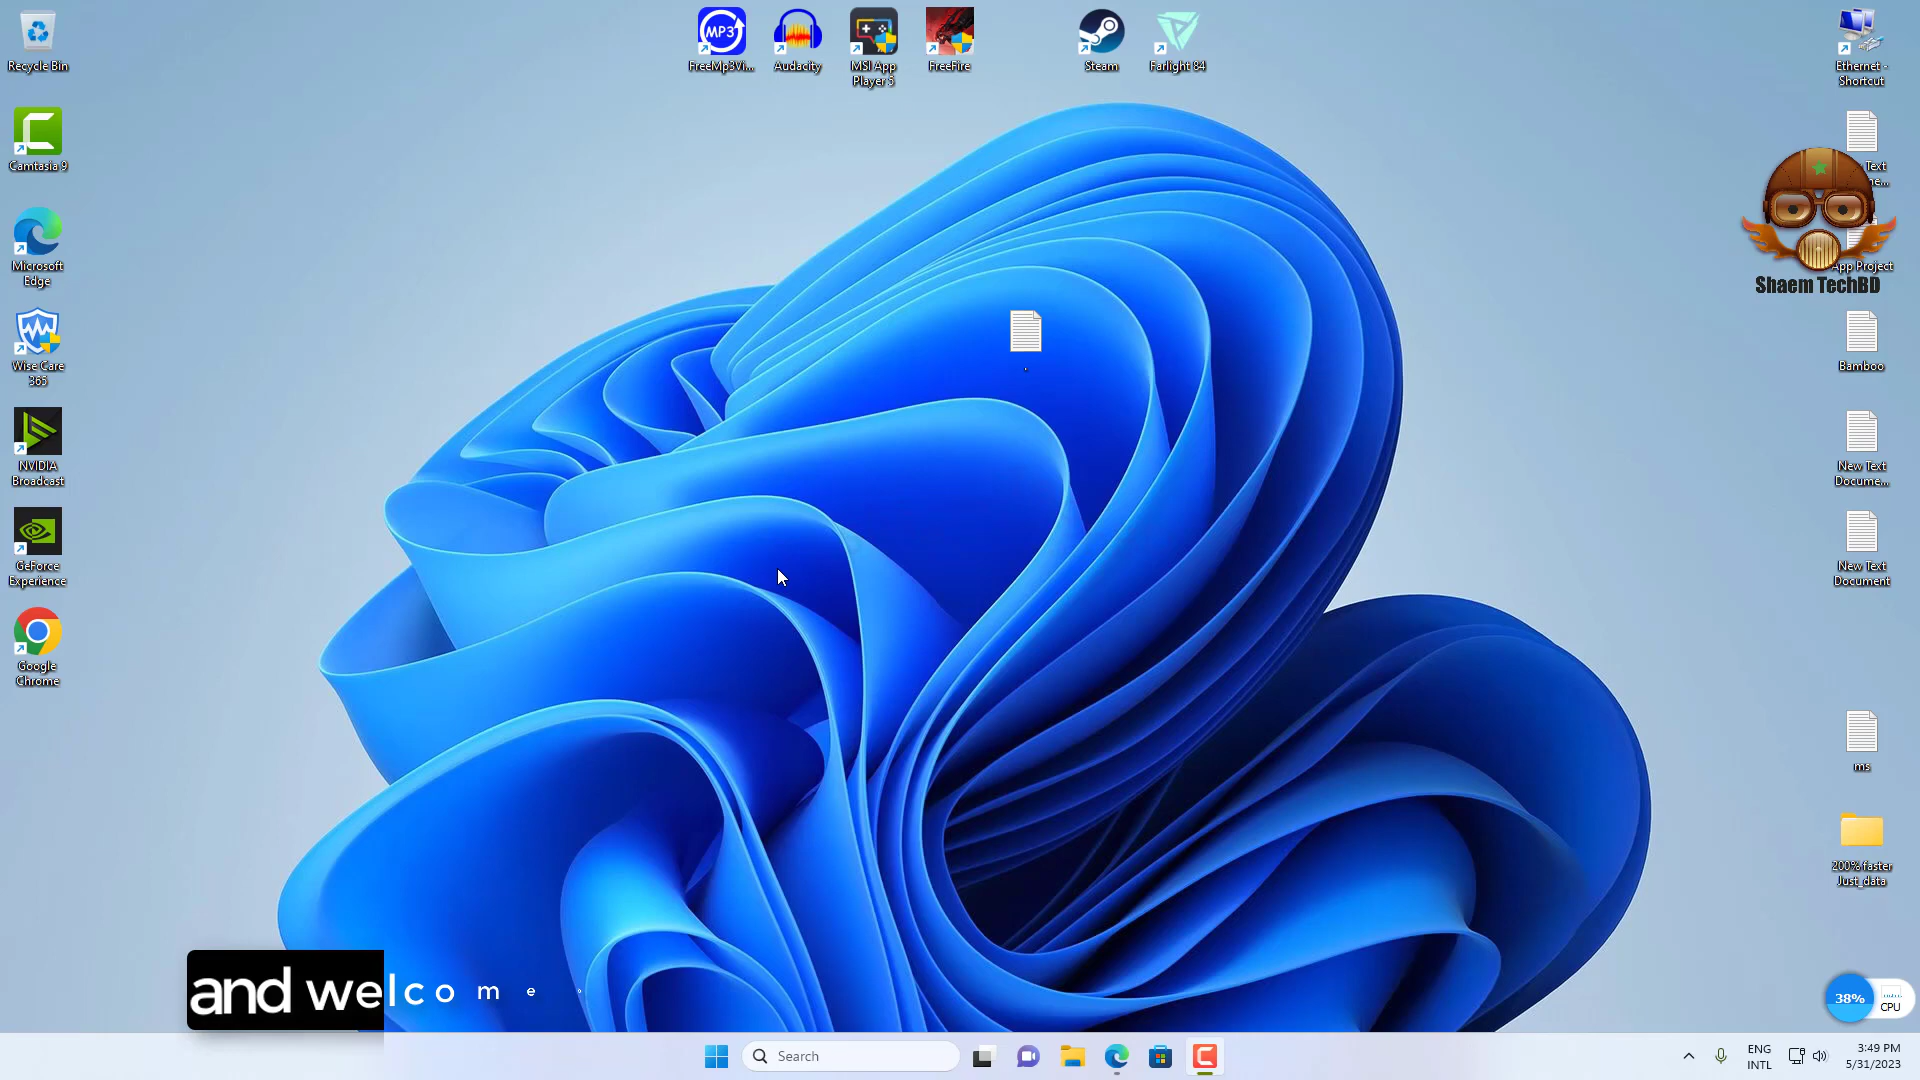 Recycle Bin
Camtasia 9
Microsoft
Edge
Wise Care
365
NVIDIA
Broadcast
GeForce
Experience
Google
Chrome
MP3
FreeMp3Vi...
Audacity
MSI App
Player 5
FreeFire
Steam
Farlight 84
.
Ethernet -
Shortcut
Text
App Project
Shaem TechBD
Bamboo
New Text
Docume...
New Text
Document
ms
200% faster
Just_data
and welcome
38%
CPU
Search
ENG
INTL
3:49 PM
5/31/2023